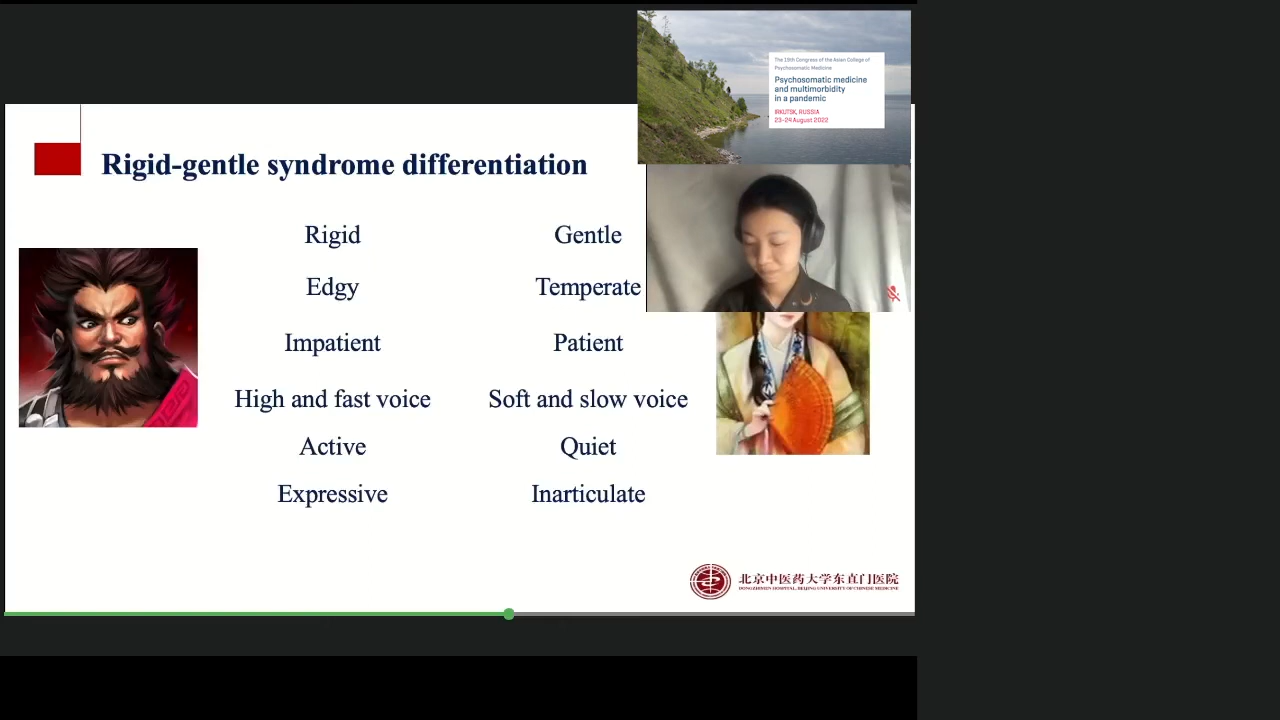 The 19th Congress of the Asian College of
Psychosomatic Medicine
Psychosomatic medicine
and multimorbidity
in a pandemic
IRKUTSK, RUSSIA
23-24 August 2022
Rigid-gentle syndrome differentiation
Rigid Gentle
Edgy Temperate
Impatient Patient
High and fast voice Soft and slow voice
Active Quiet
Expressive Inarticulate
北京中医药大学东直门医院
DONGZHIMEN HOSPITAL, BEIJING UNIVERSITY OF CHINESE MEDICINE